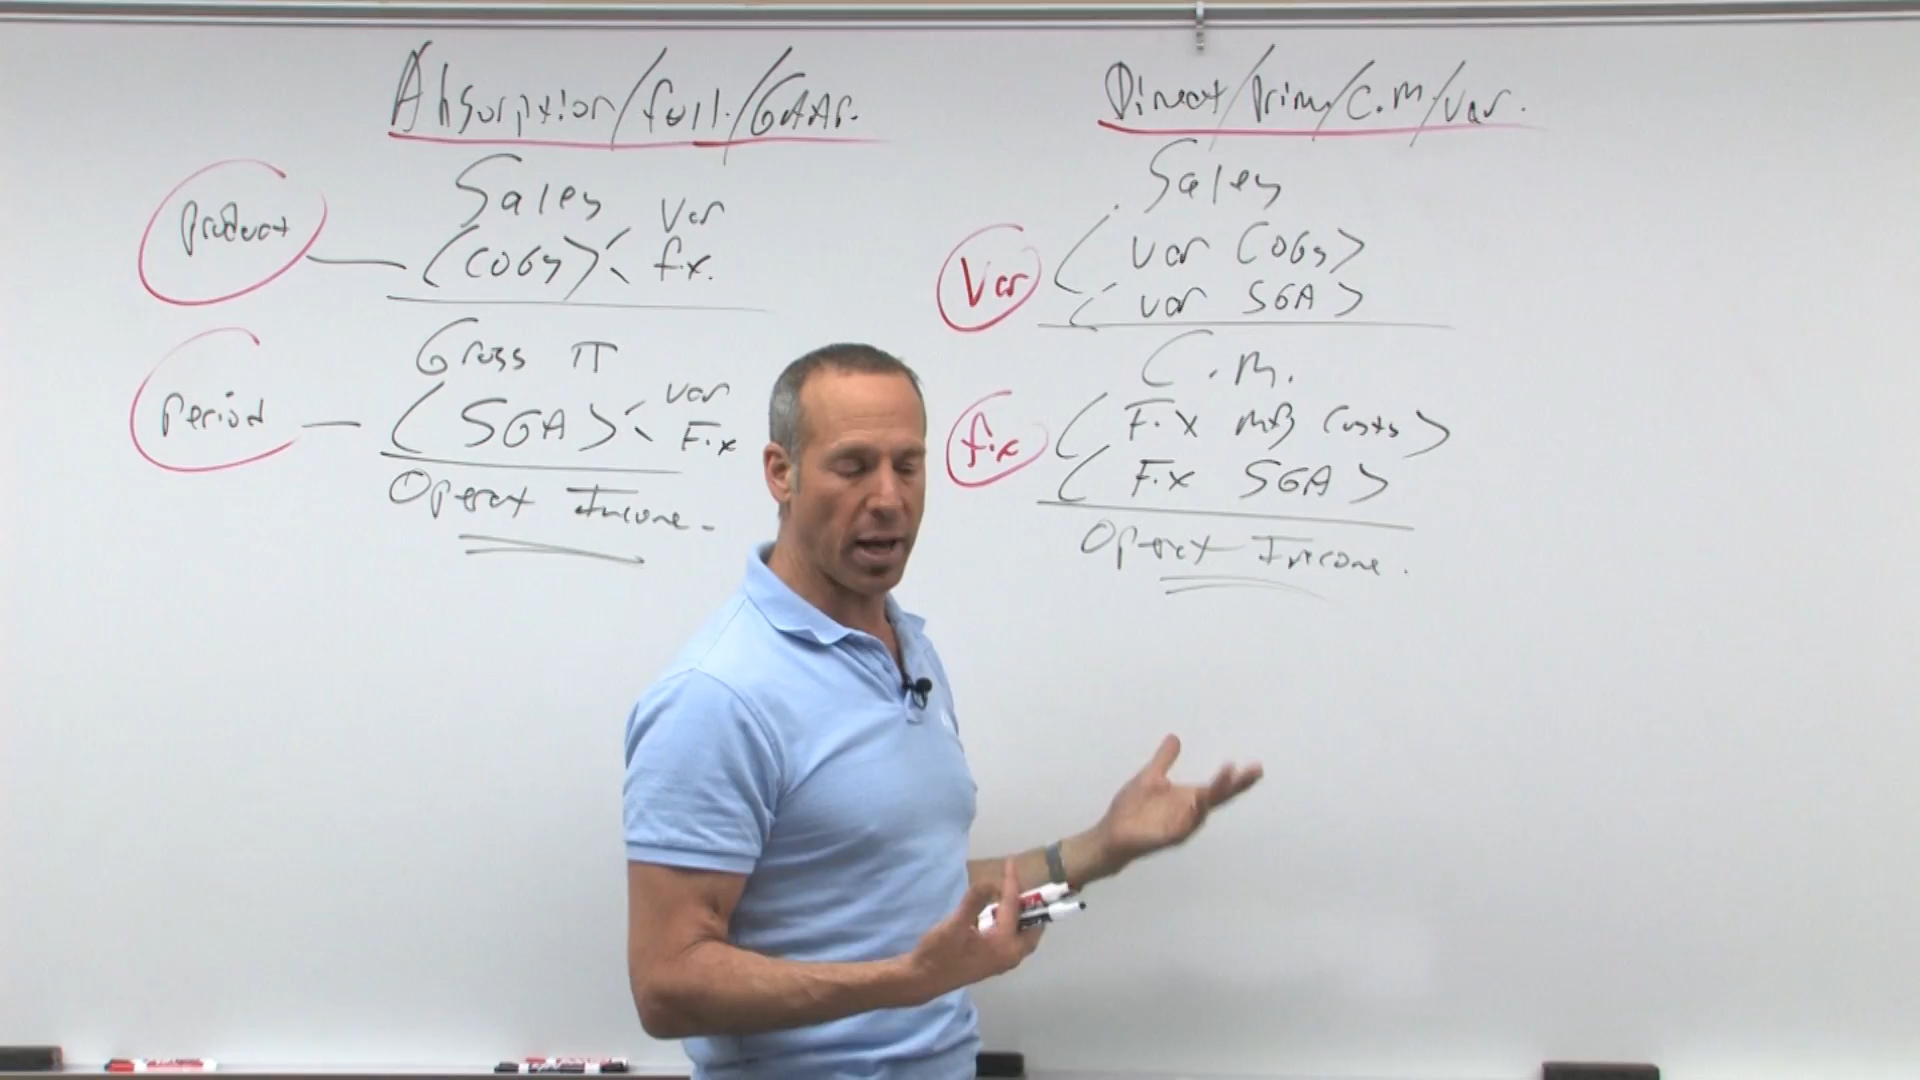 Absorption/full/GAAP.
Product
Sales
(COGS) < Var
fix.
Gross π
Period
(SGA) < var
Fix
Operat Income.
Direct/Prime/C.M/Var.
Sales
Var
(var COGS)
(var SGA)
C.M.
fix
(Fix Mfg Costs)
(Fix SGA)
Operat Income.